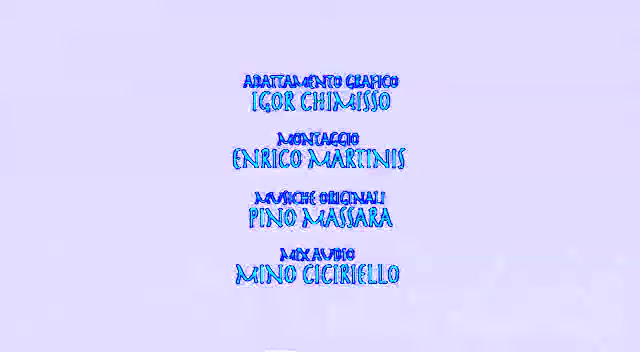 ADATTAMENTO GRAFICO
IGOR CHIMISSO
MONTAGGIO
ENRICO MARTINIS
MUSICHE ORIGINALI
PINO MASSARA
MIX AUDIO
MINO CICIRIELLO